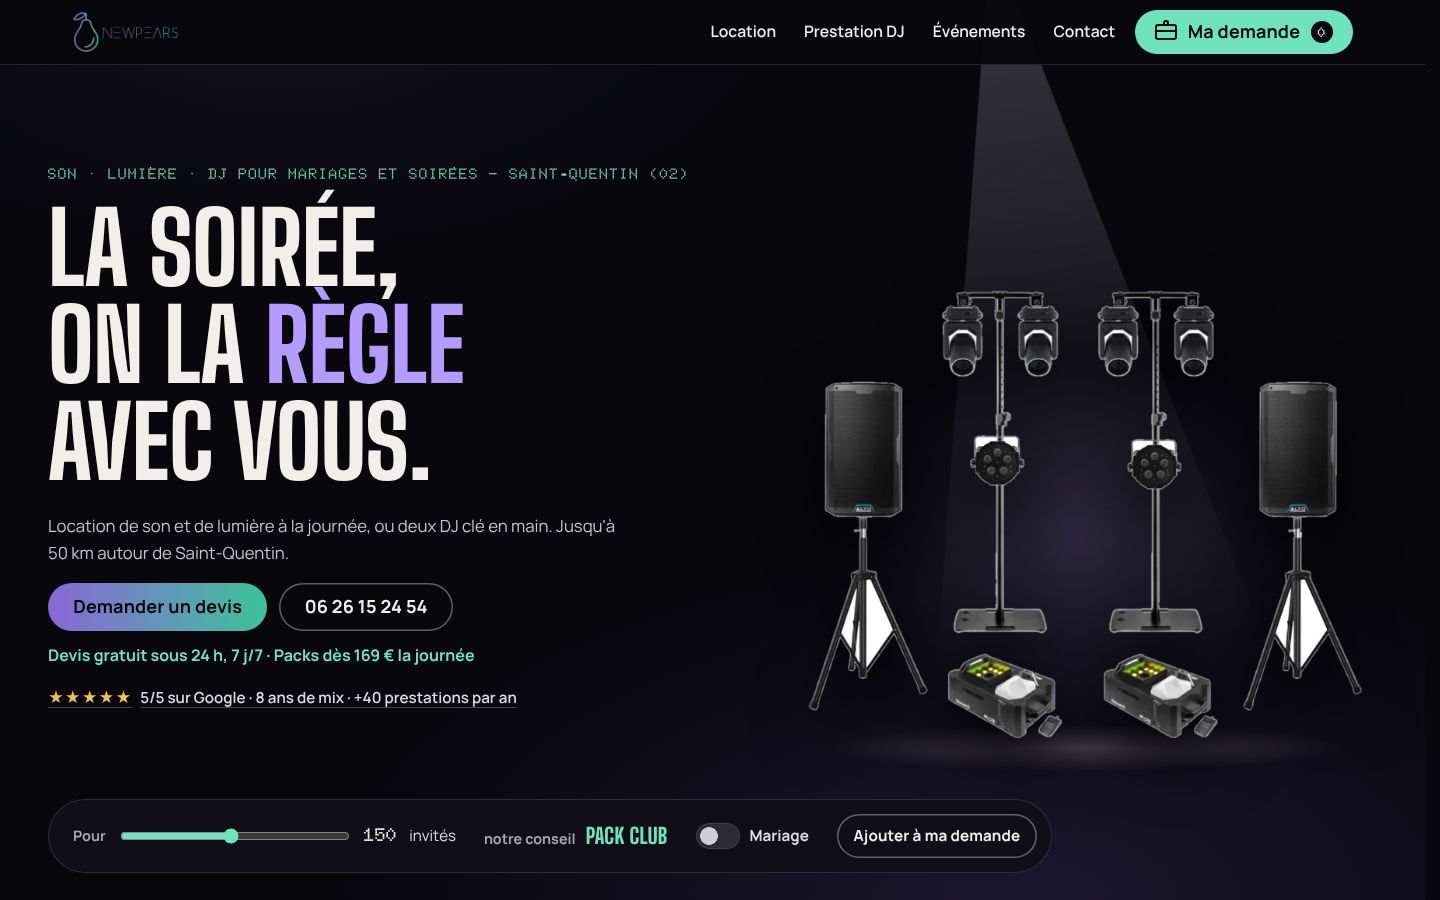 NEWPEARS
Location Prestation DJ Événements Contact Ma demande 0
SON · LUMIÈRE · DJ POUR MARIAGES ET SOIRÉES — SAINT-QUENTIN (02)
LA SOIRÉE,
ON LA RÈGLE
AVEC VOUS.
Location de son et de lumière à la journée, ou deux DJ clé en main. Jusqu'à
50 km autour de Saint-Quentin.
Demander un devis 06 26 15 24 54
Devis gratuit sous 24 h, 7 j/7 · Packs dès 169 € la journée
★★★★★ 5/5 sur Google · 8 ans de mix · +40 prestations par an
Pour 150 invités notre conseil PACK CLUB Mariage Ajouter à ma demande